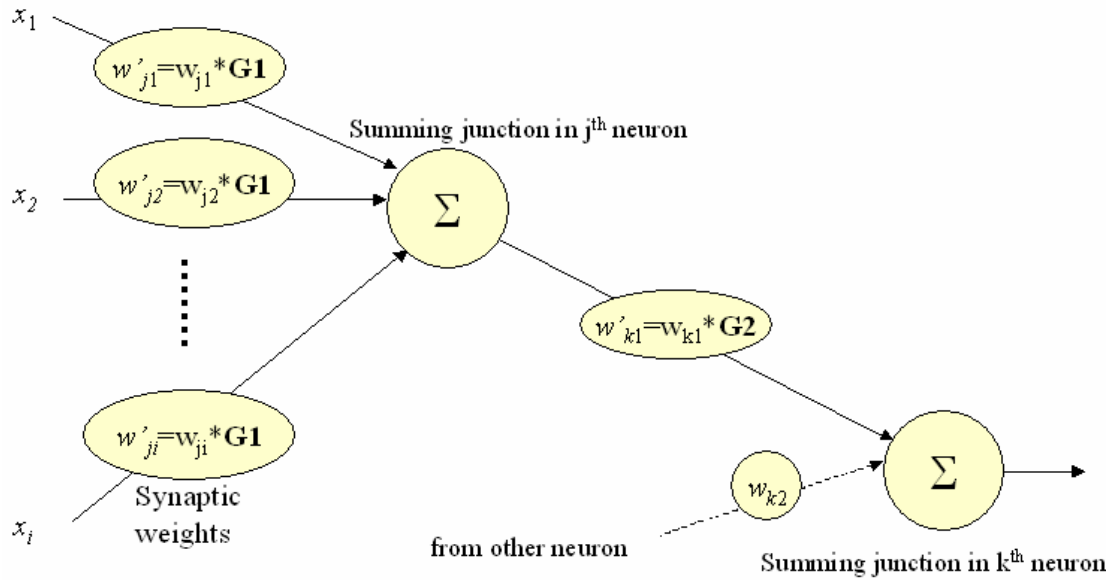 x1
w'j1=wj1*G1
Summing junction in jth neuron
x2
w'j2=wj2*G1
Σ
w'k1=wk1*G2
w'ji=wji*G1
Synaptic
weights
xi
wk2
Σ
from other neuron
Summing junction in kth neuron